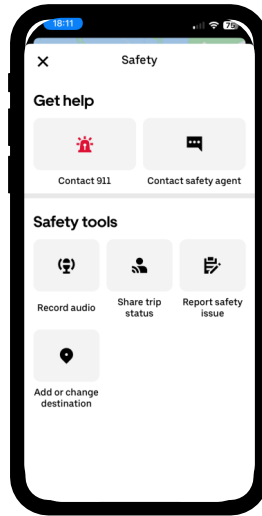 18:11
75
Safety
Get help
Contact 911
Contact safety agent
Safety tools
Record audio
Share trip
status
Report safety
issue
Add or change
destination